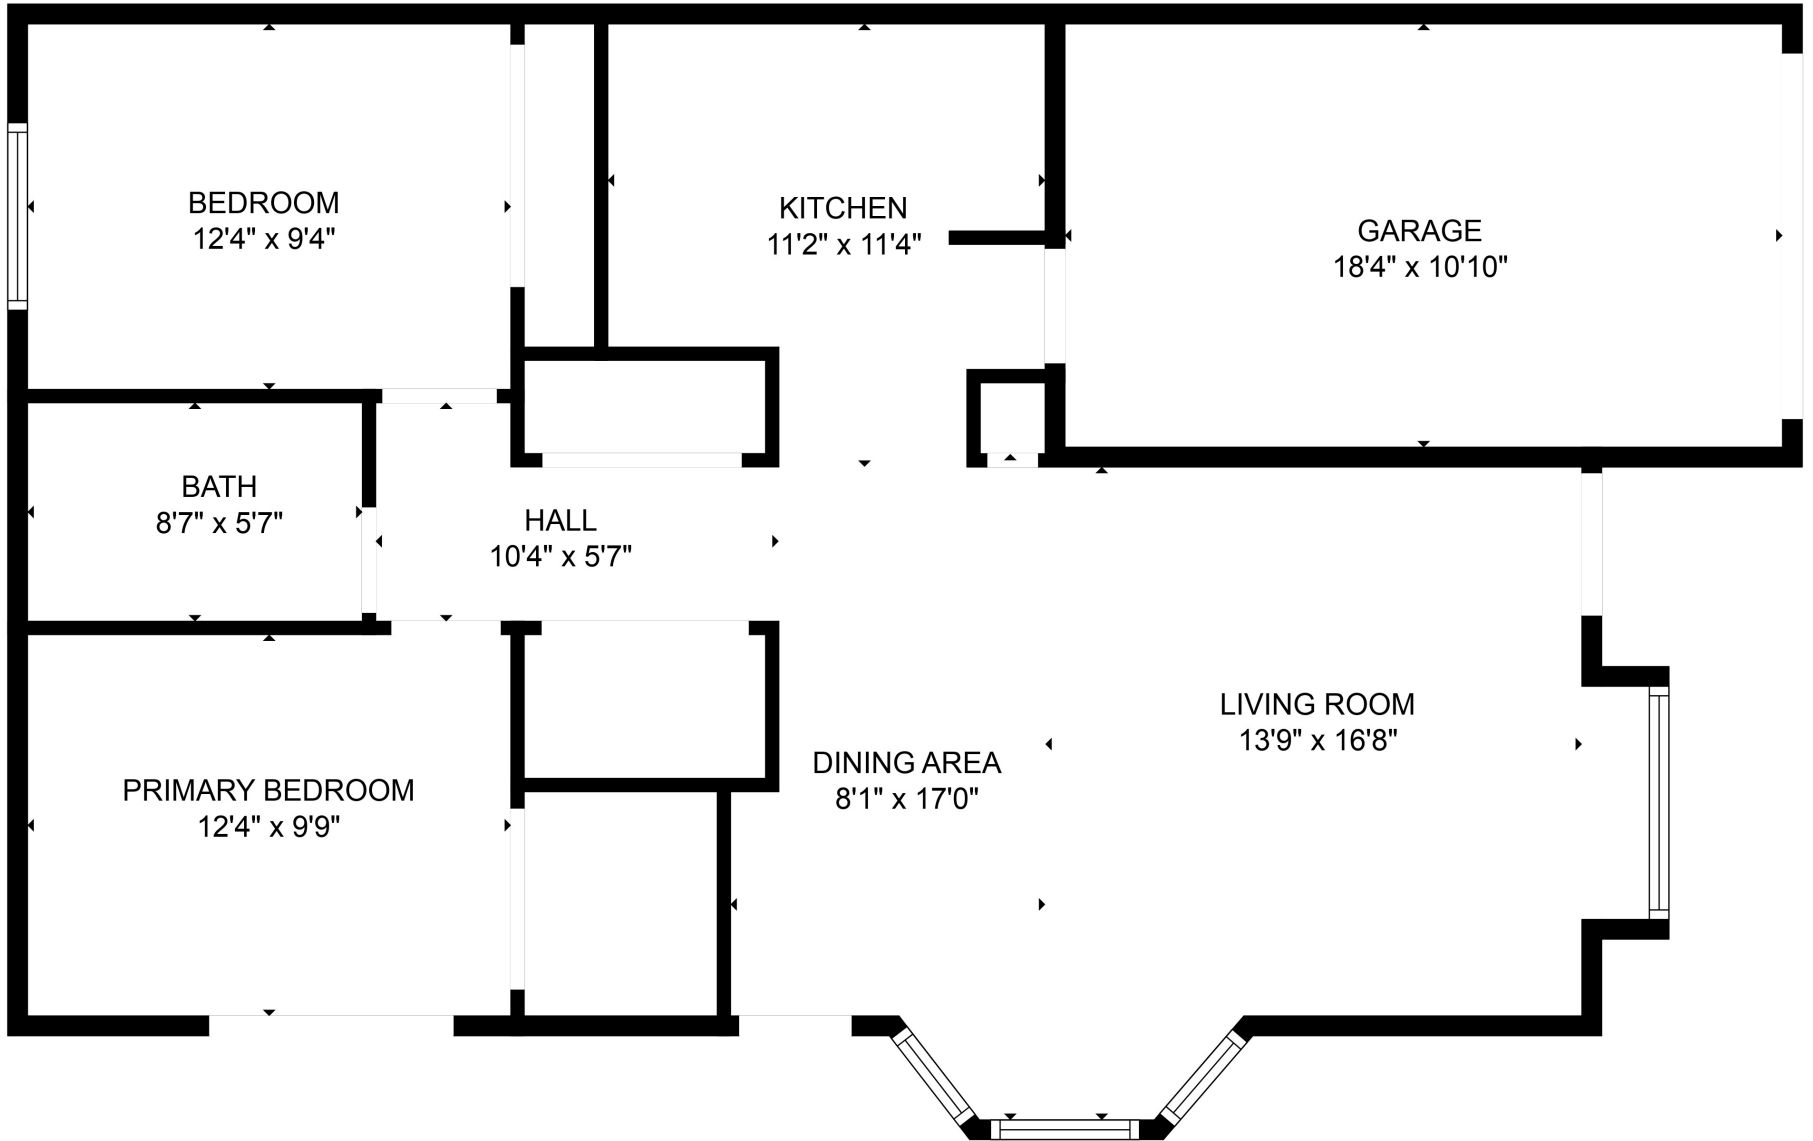 BEDROOM
12'4" x 9'4"
KITCHEN
11'2" x 11'4"
GARAGE
18'4" x 10'10"
BATH
8'7" x 5'7"
HALL
10'4" x 5'7"
PRIMARY BEDROOM
12'4" x 9'9"
DINING AREA
8'1" x 17'0"
LIVING ROOM
13'9" x 16'8"